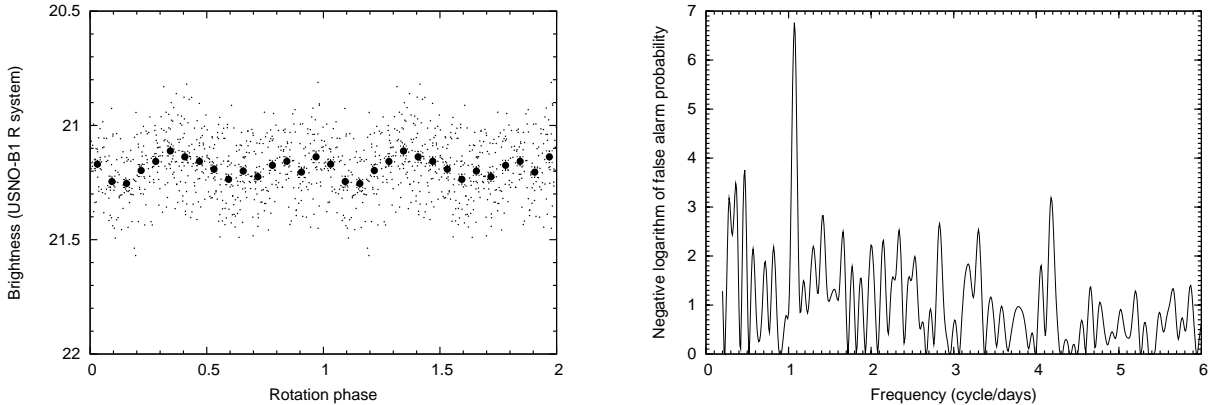 20.5
21
21.5
22
0 0.5 1 1.5 2
Brightness (USNO-B1 R system)
Rotation phase
7
6
5
4
3
2
1
0
0 1 2 3 4 5 6
Negative logarithm of false alarm probability
Frequency (cycle/days)